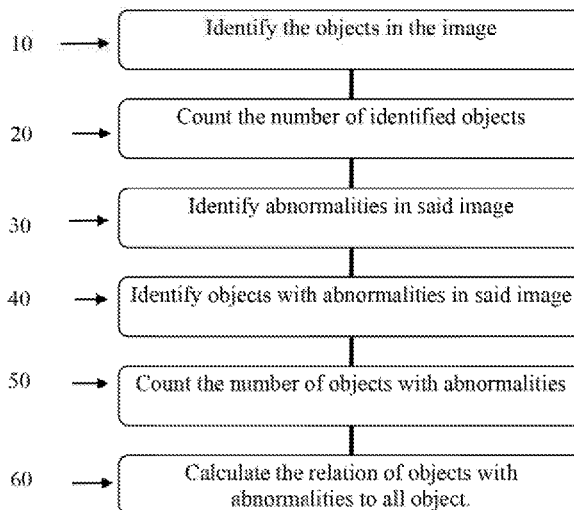 10 Identify the objects in the image
20 Count the number of identified objects
30 Identify abnormalities in said image
40 Identify objects with abnormalities in said image
50 Count the number of objects with abnormalities
60 Calculate the relation of objects with
abnormalities to all object.